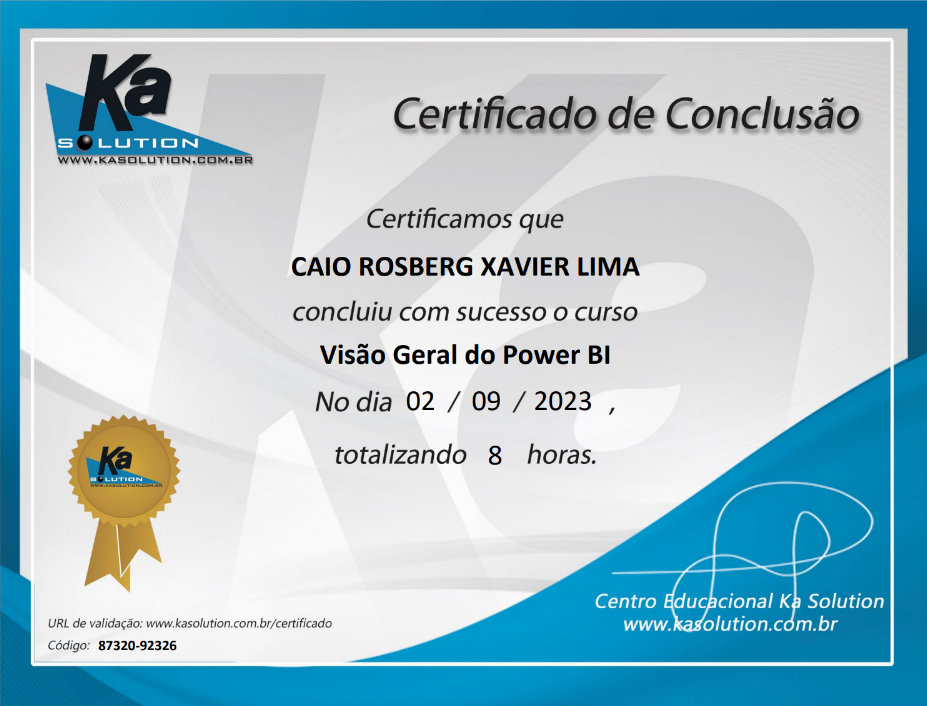 Ka
SOLUTION
WWW.KASOLUTION.COM.BR
Certificado de Conclusão
Certificamos que
CAIO ROSBERG XAVIER LIMA
concluiu com sucesso o curso
Visão Geral do Power BI
No dia 02 / 09 / 2023 ,
totalizando 8 horas.
Ka
SOLUTION
WWW.KASOLUTION.COM.BR
Centro Educacional Ka Solution
www.kasolution.com.br
URL de validação: www.kasolution.com.br/certificado
Código: 87320-92326